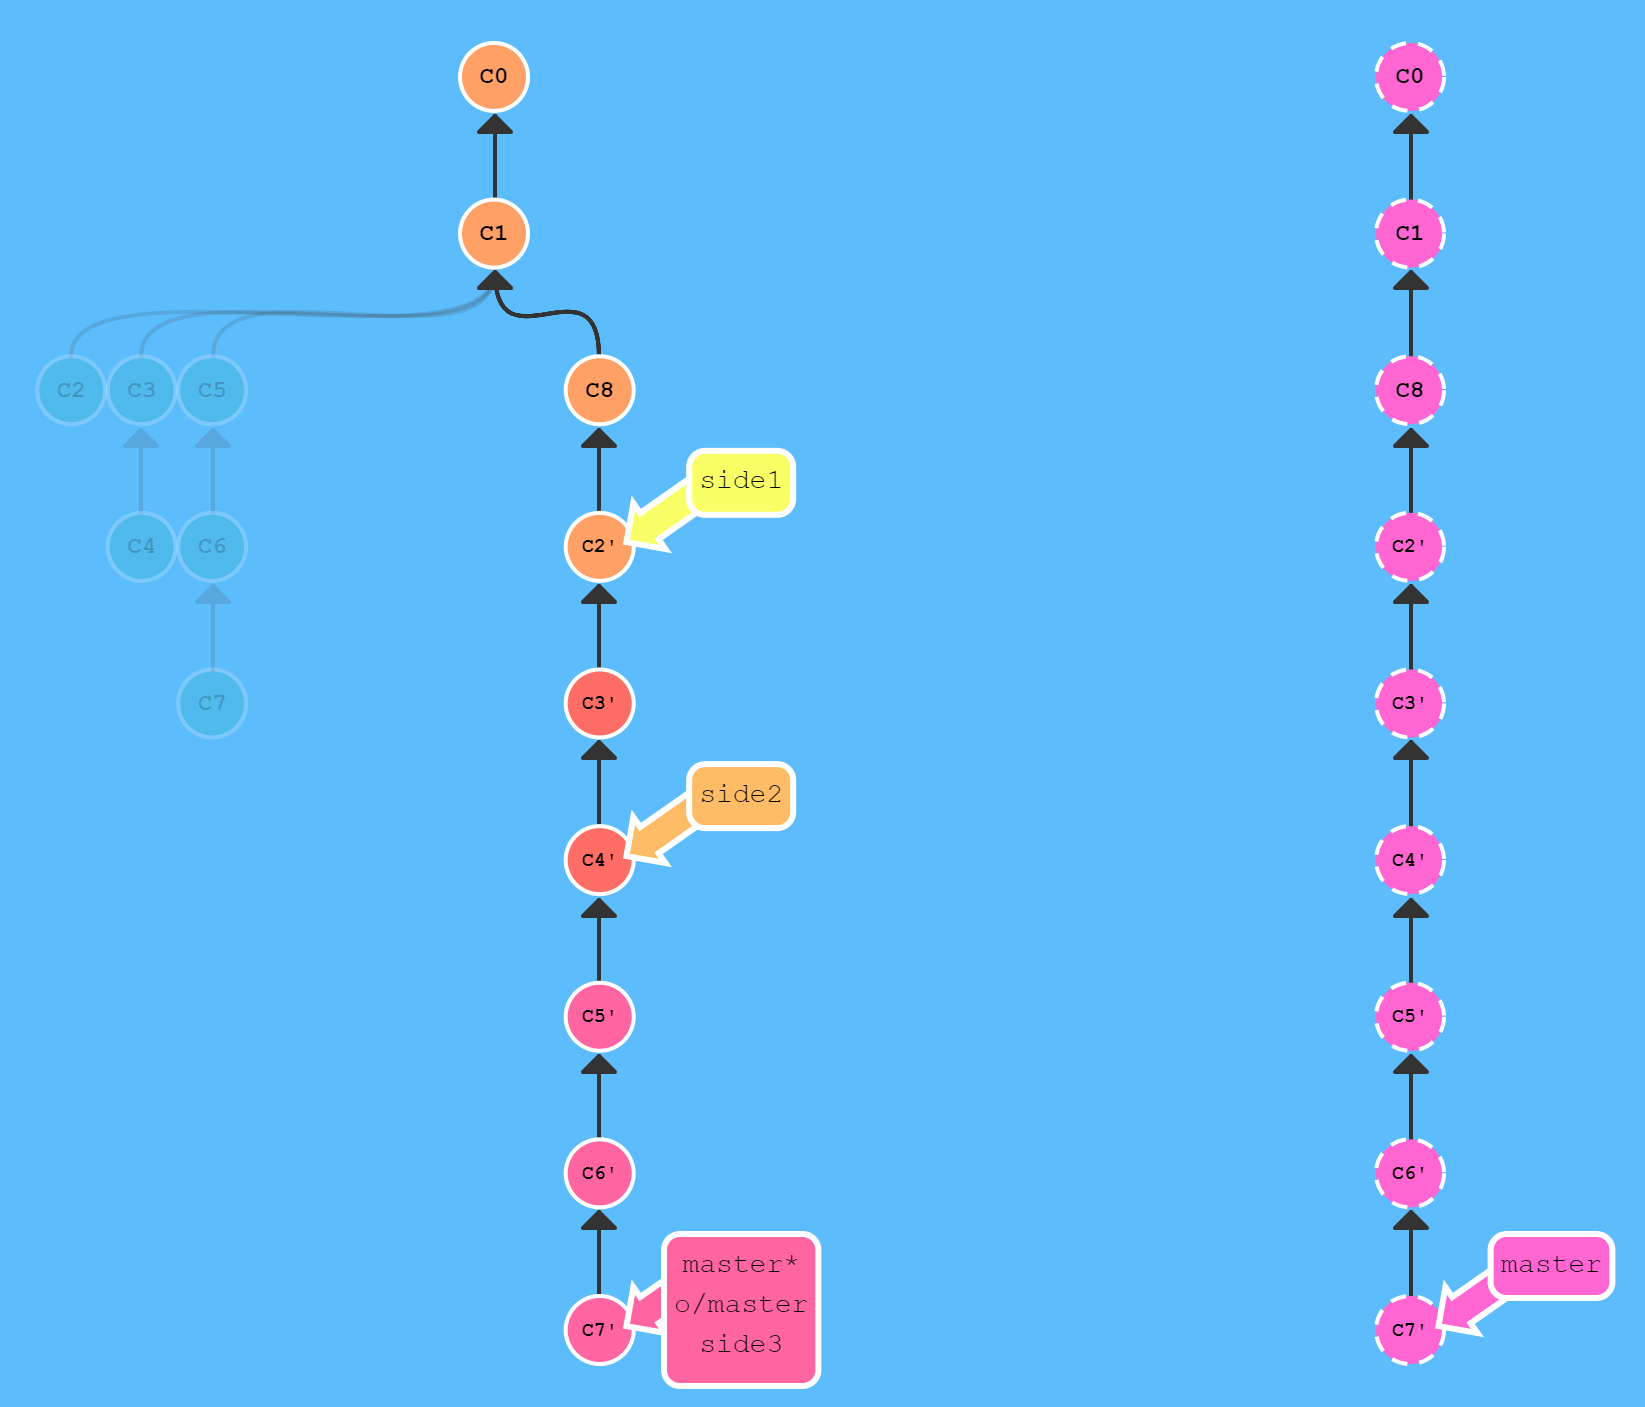 C0
C0
C1
C1
C2 C3 C5
C8
C8
side1
C4 C6
C2'
C2'
C7
C3'
C3'
side2
C4'
C4'
C5'
C5'
C6'
C6'
master*
o/master
side3
C7'
master
C7'